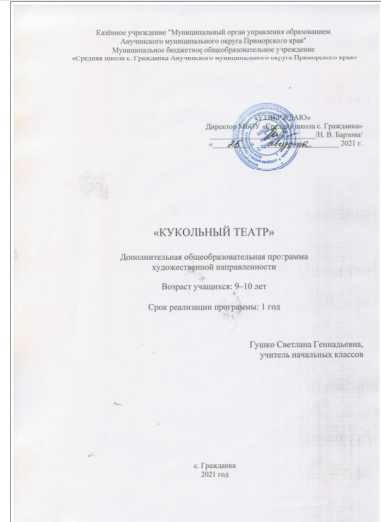 Казённое учреждение "Муниципальный орган управления образованием
Анучинского муниципального округа Приморского края"
Муниципальное бюджетное общеобразовательное учреждение
«Средняя школа с. Гражданка Анучинского муниципального округа Приморского края»
«УТВЕРЖДАЮ»
Директор МБОУ «Средняя школа с. Гражданка»
/Н. В. Барзова/
« 26 » августа 2021 г.
«КУКОЛЬНЫЙ ТЕАТР»
Дополнительная общеобразовательная программа
художественной направленности
Возраст учащихся: 9–10 лет
Срок реализации программы: 1 год
Гушко Светлана Геннадьевна,
учитель начальных классов
с. Гражданка
2021 год